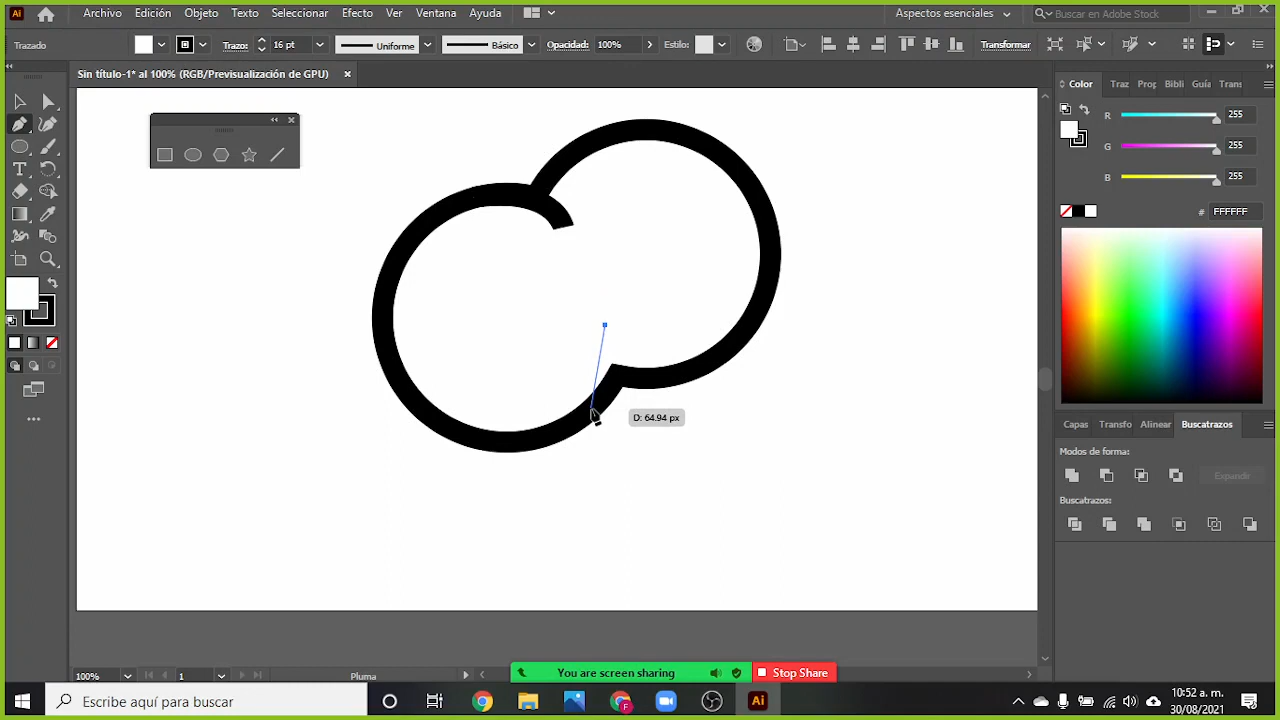 Ai Archivo Edición Objeto Texto Seleccionar Efecto Ver Ventana Ayuda Aspectos esenciales Buscar en Adobe Stock
Trazado Trazo: 16 pt Uniforme Básico Opacidad: 100% Estilo: Transformar
Sin título-1* al 100% (RGB/Previsualización de GPU)
Color Traz Proj Bibli Guía Trans
R 255
G 255
B 255
# FFFFFF
D: 64.94 px
Capas Transfo Alinear Buscatrazos
Modos de forma:
Expandir
Buscatrazos:
100% 1 Pluma
You are screen sharing Stop Share
Escribe aquí para buscar
F
Ai
10:52 a. m.
30/08/2021